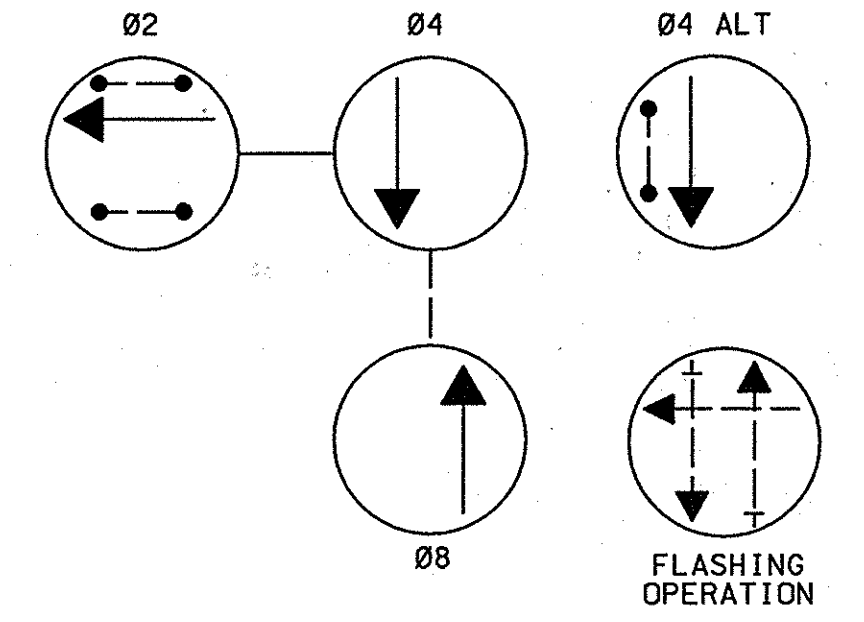 Ø2
Ø4
Ø4 ALT
Ø8
FLASHING
OPERATION